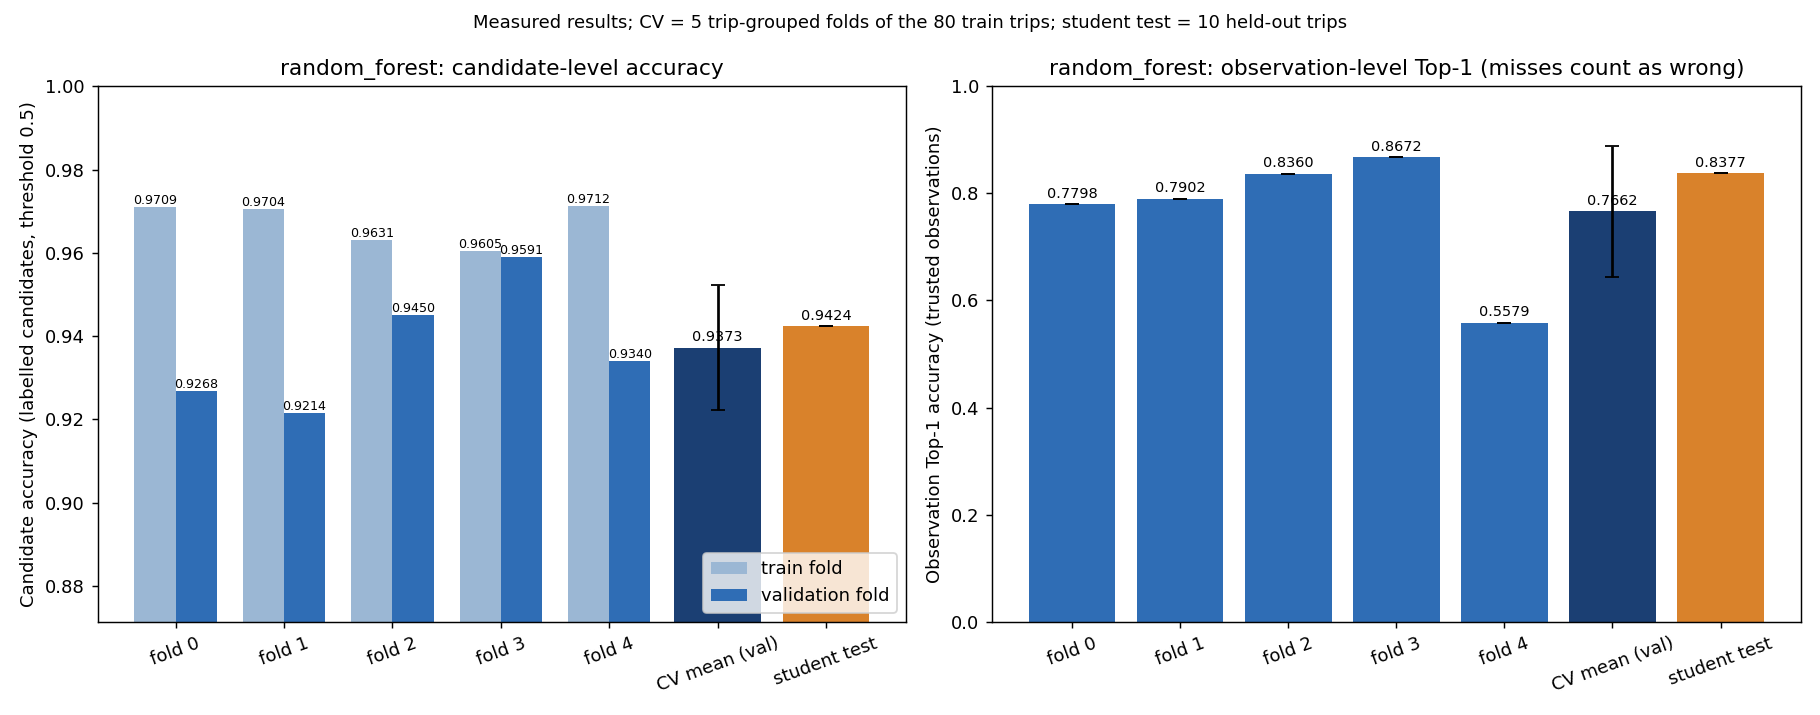 Measured results; CV = 5 trip-grouped folds of the 80 train trips; student test = 10 held-out trips
random_forest: candidate-level accuracy
Candidate accuracy (labelled candidates, threshold 0.5)
1.00
0.98
0.96
0.94
0.92
0.90
0.88
0.9709
0.9268
0.9704
0.9214
0.9631
0.9450
0.9605
0.9591
0.9712
0.9340
0.9373
0.9424
train fold
validation fold
fold 0
fold 1
fold 2
fold 3
fold 4
CV mean (val)
student test
random_forest: observation-level Top-1 (misses count as wrong)
Observation Top-1 accuracy (trusted observations)
1.0
0.8
0.6
0.4
0.2
0.0
0.7798
0.7902
0.8360
0.8672
0.5579
0.7662
0.8377
fold 0
fold 1
fold 2
fold 3
fold 4
CV mean (val)
student test